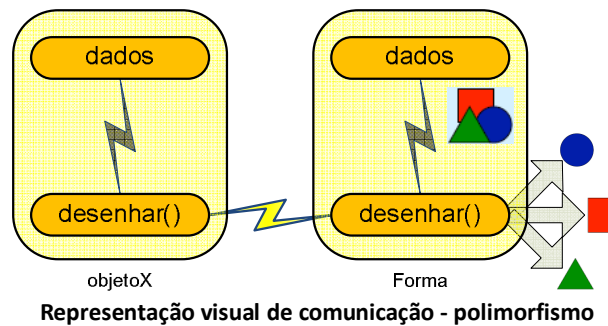 dados
dados
desenhar()
desenhar()
objetoX
Forma
Representação visual de comunicação - polimorfismo